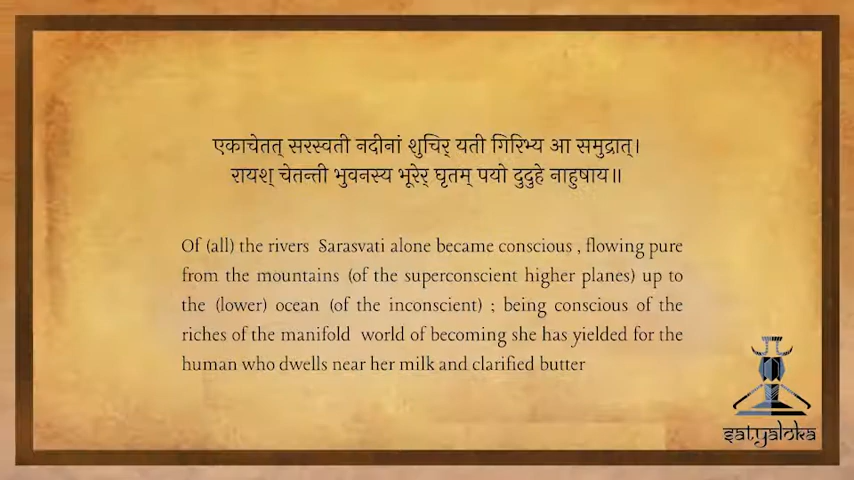 एकाचेतत् सरस्वती नदीनां शुचिर् यती गिरिभ्य आ समुद्रात्।
रायश् चेतन्ती भुवनस्य भूरेर् घृतम् पयो दुदुहे नाहुषाय॥
Of (all) the rivers Sarasvati alone became conscious , flowing pure
from the mountains (of the superconscient higher planes) up to
the (lower) ocean (of the inconscient) ; being conscious of the
riches of the manifold world of becoming she has yielded for the
human who dwells near her milk and clarified butter
satyaloka